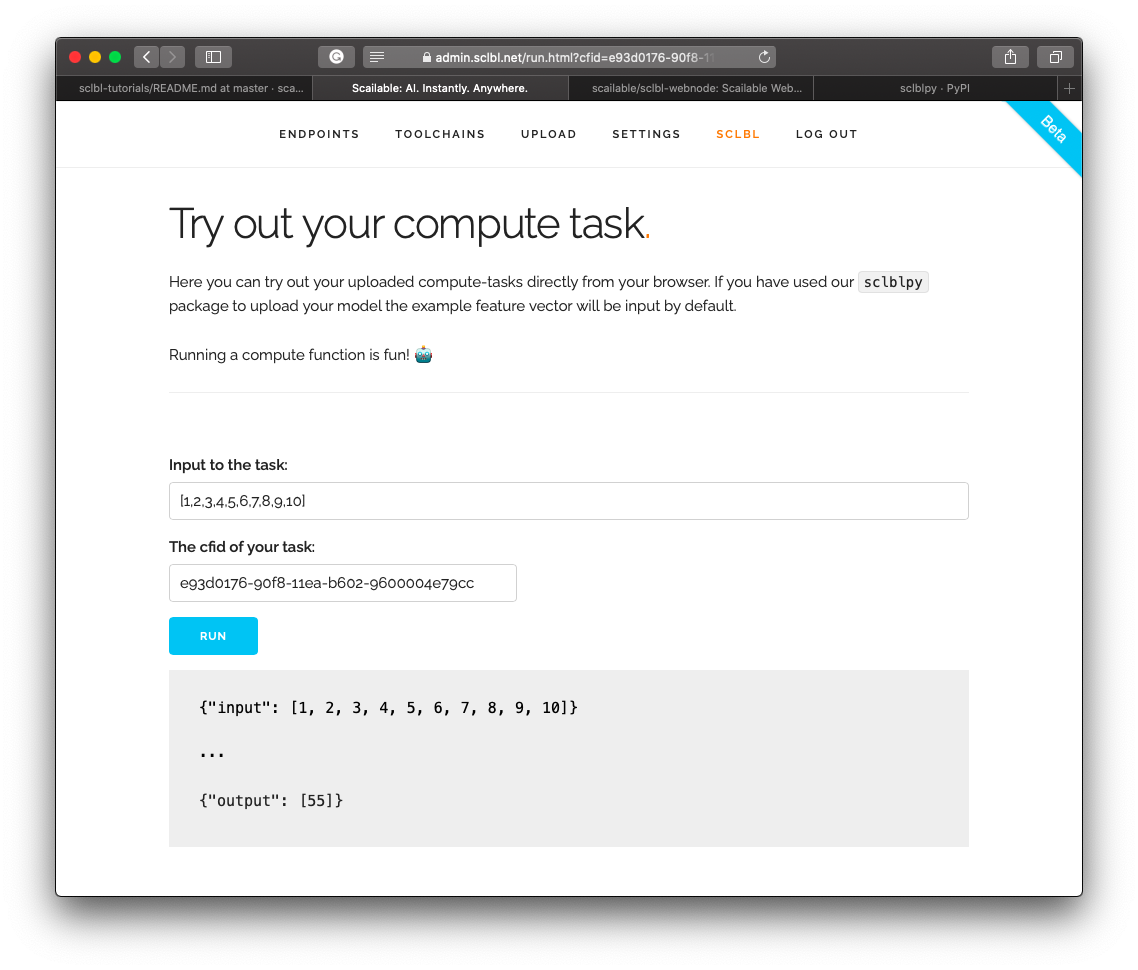 admin.sclbl.net/run.html?cfid=e93d0176-90f8-11
sclbl-tutorials/README.md at master · sca...
Scailable: AI. Instantly. Anywhere.
scailable/sclbl-webnode: Scailable Web...
sclblpy · PyPI
ENDPOINTS TOOLCHAINS UPLOAD SETTINGS SCLBL LOG OUT
Beta
Try out your compute task.
Here you can try out your uploaded compute-tasks directly from your browser. If you have used our sclblpy
package to upload your model the example feature vector will be input by default.
Running a compute function is fun! 🤖
Input to the task:
[1,2,3,4,5,6,7,8,9,10]
The cfid of your task:
e93d0176-90f8-11ea-b602-9600004e79cc
RUN
{"input": [1, 2, 3, 4, 5, 6, 7, 8, 9, 10]}
...
{"output": [55]}